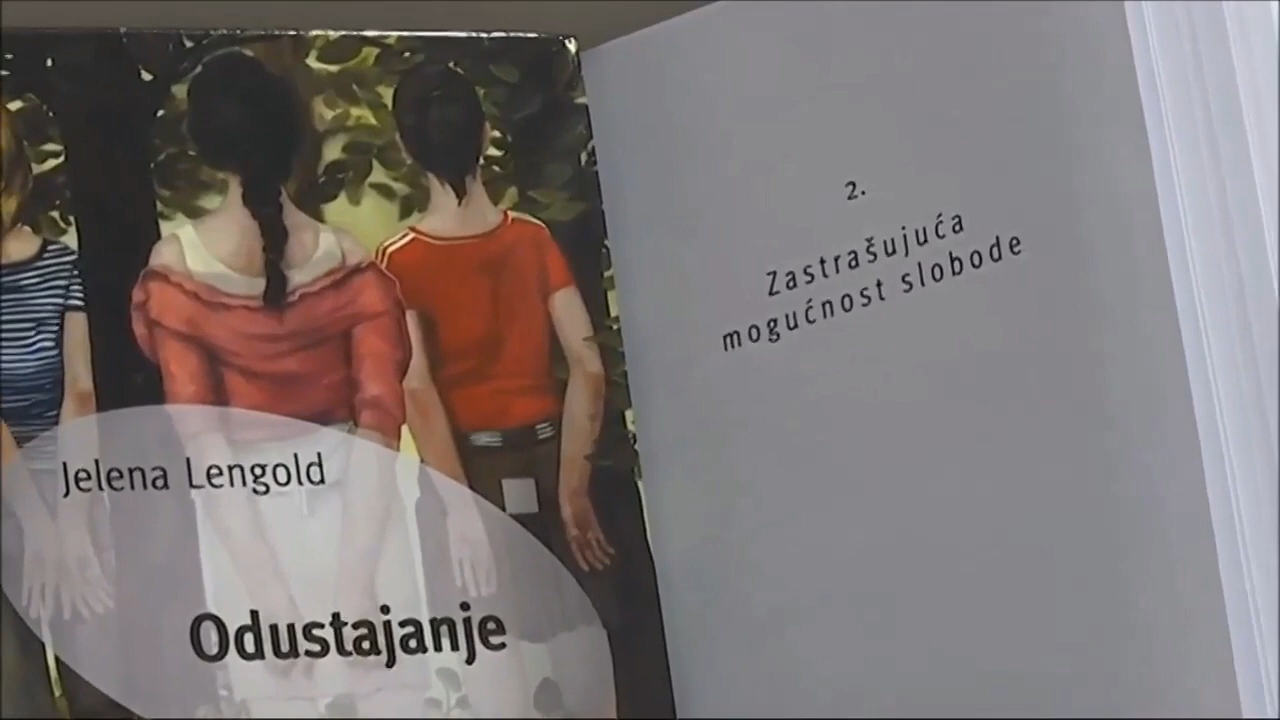 Jelena Lengold
Odustajanje
2.
Zastrašujuća
mogućnost slobode